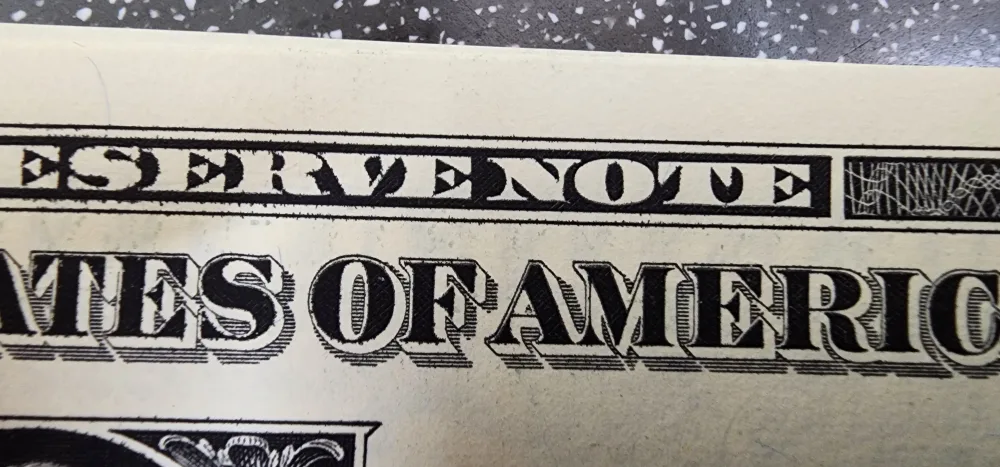 ESERVE NOTE
ATES OF AMERIC